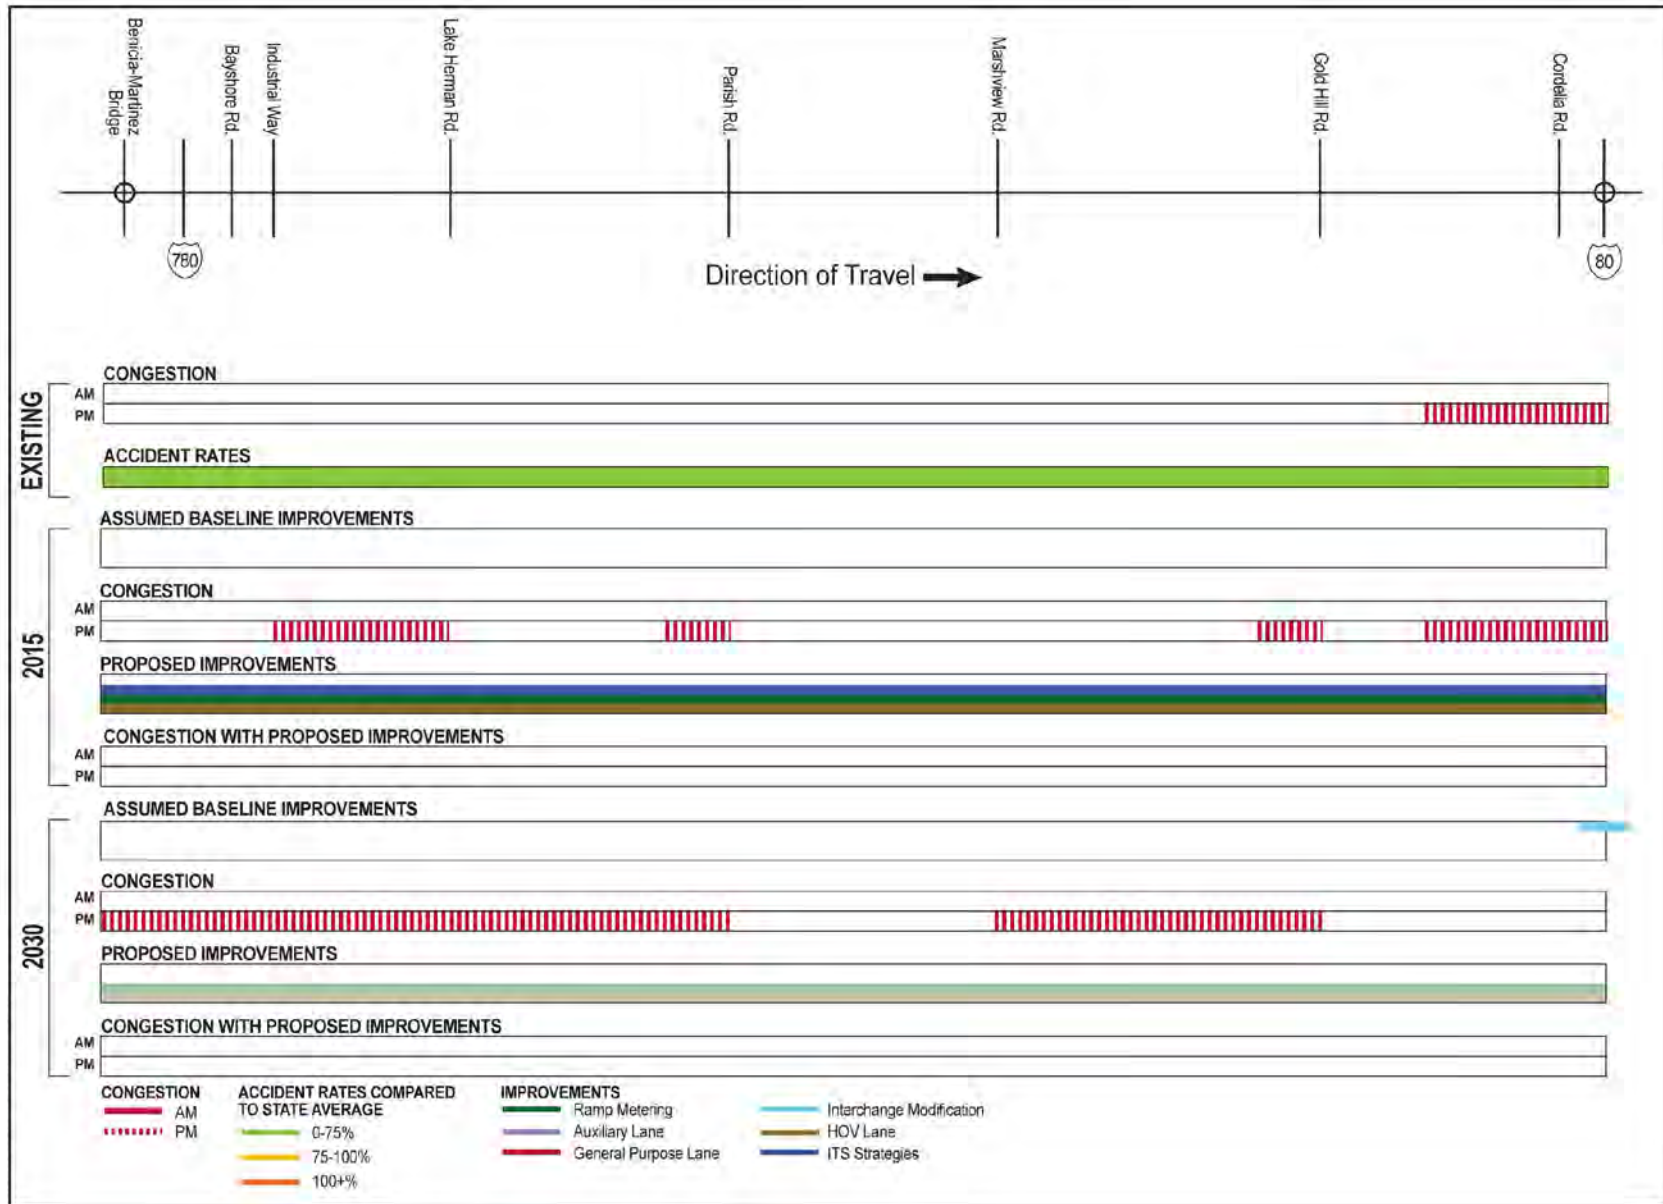 Benicia-Martinez
Bridge
Bayshore Rd.
Industrial Way
Lake Herman Rd.
Parish Rd.
Marshview Rd.
Gold Hill Rd.
Cordelia Rd.
780
80
Direction of Travel
EXISTING
CONGESTION
AM
PM
ACCIDENT RATES
2015
ASSUMED BASELINE IMPROVEMENTS
CONGESTION
AM
PM
PROPOSED IMPROVEMENTS
CONGESTION WITH PROPOSED IMPROVEMENTS
AM
PM
2030
ASSUMED BASELINE IMPROVEMENTS
CONGESTION
AM
PM
PROPOSED IMPROVEMENTS
CONGESTION WITH PROPOSED IMPROVEMENTS
AM
PM
CONGESTION
AM
PM
ACCIDENT RATES COMPARED
TO STATE AVERAGE
0-75%
75-100%
100+%
IMPROVEMENTS
Ramp Metering
Auxiliary Lane
General Purpose Lane
Interchange Modification
HOV Lane
ITS Strategies